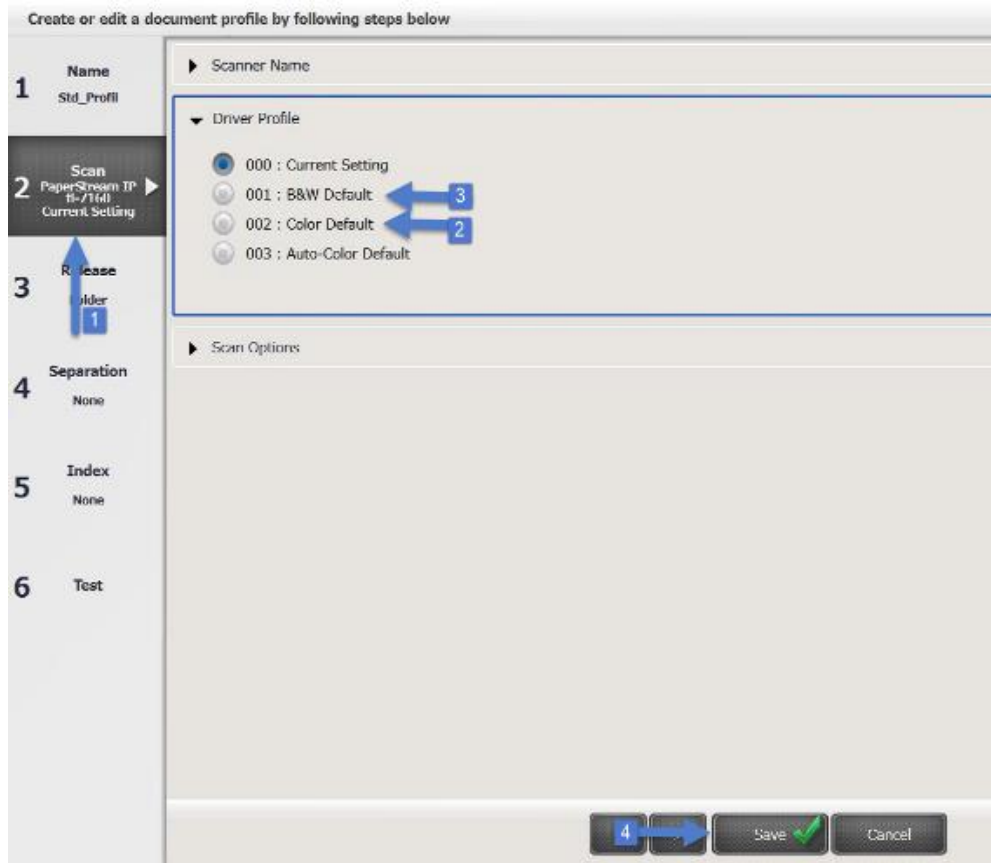 Create or edit a document profile by following steps below
1
Name
Std_Profil
2
Scan
PaperStream IP
fi-7160
Current Setting
3
Release
Folder
1
4
Separation
None
5
Index
None
6
Test
Scanner Name
Driver Profile
000 : Current Setting
001 : B&W Default
3
002 : Color Default
2
003 : Auto-Color Default
Scan Options
4
Save
Cancel